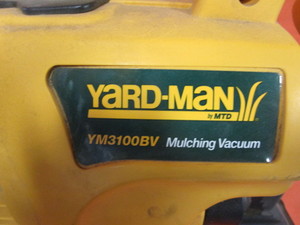 YARD-MAN
by MTD
YM3100BV Mulching Vacuum